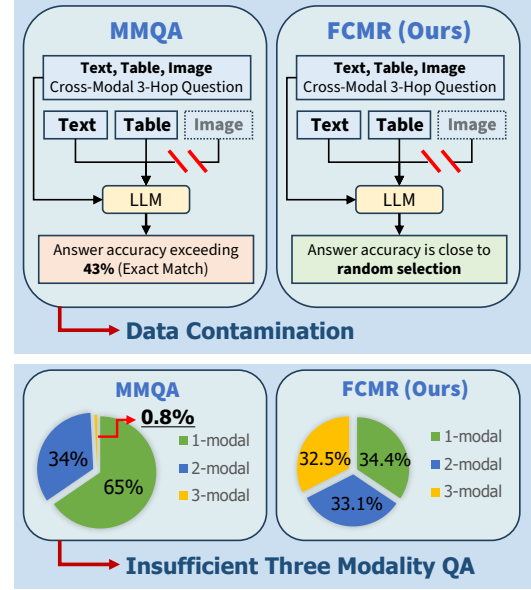 MMQA
Text, Table, Image
Cross-Modal 3-Hop Question
Text
Table
Image
LLM
Answer accuracy exceeding
43% (Exact Match)
FCMR (Ours)
Text, Table, Image
Cross-Modal 3-Hop Question
Text
Table
Image
LLM
Answer accuracy is close to
random selection
Data Contamination
MMQA
0.8%
34%
65%
1-modal
2-modal
3-modal
FCMR (Ours)
32.5%
34.4%
33.1%
1-modal
2-modal
3-modal
Insufficient Three Modality QA